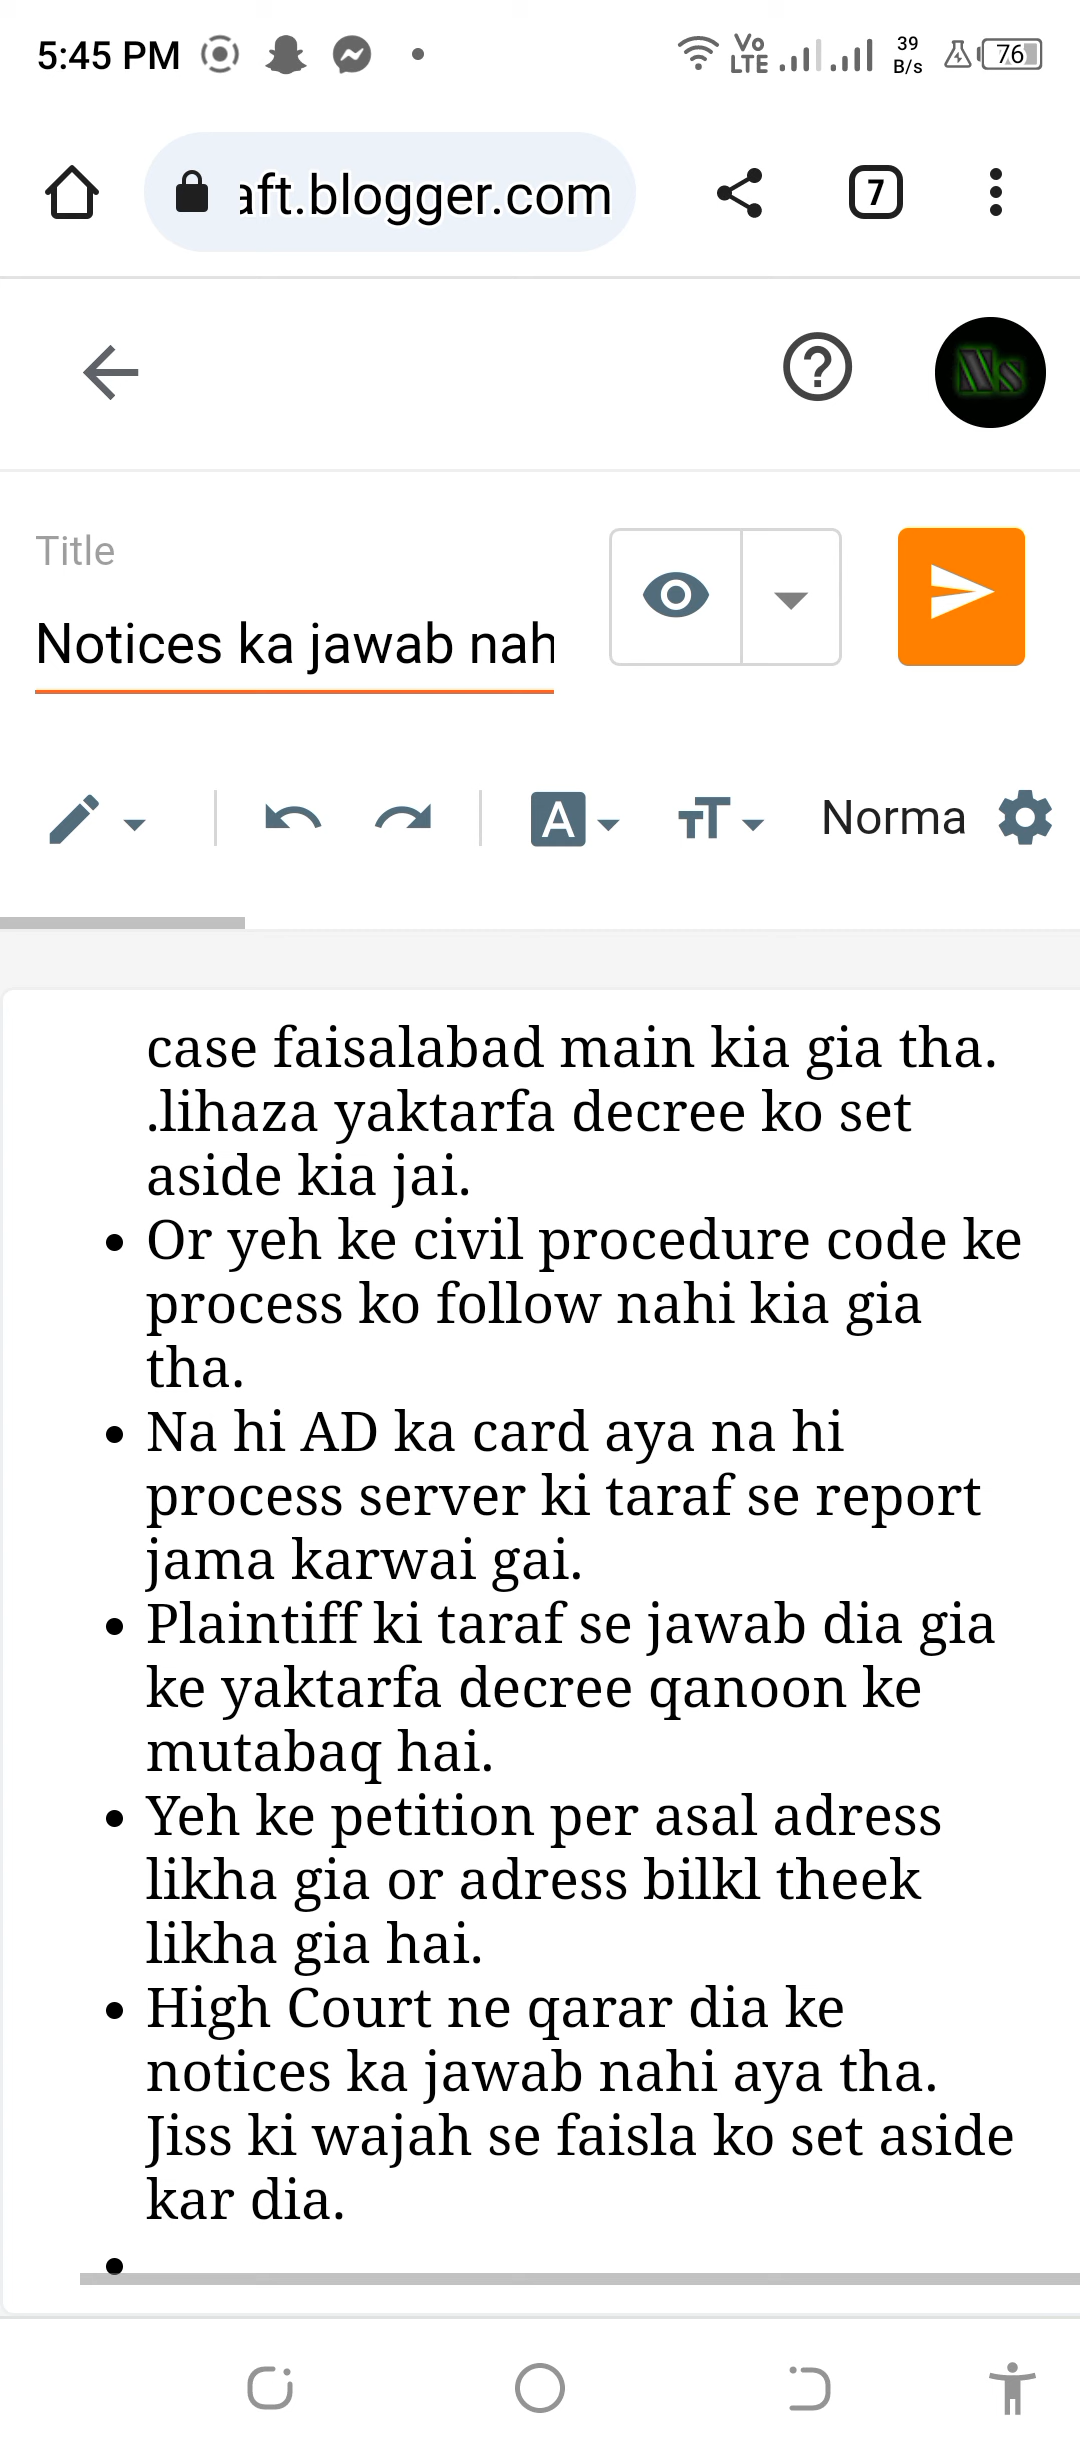 5:45 PM
Vo
LTE
39
B/s
76
aft.blogger.com
7
Ns
Title
Notices ka jawab nah
A
TT
Norma
case faisalabad main kia gia tha.
.lihaza yaktarfa decree ko set
aside kia jai.
• Or yeh ke civil procedure code ke
process ko follow nahi kia gia
tha.
• Na hi AD ka card aya na hi
process server ki taraf se report
jama karwai gai.
• Plaintiff ki taraf se jawab dia gia
ke yaktarfa decree qanoon ke
mutabaq hai.
• Yeh ke petition per asal adress
likha gia or adress bilkl theek
likha gia hai.
• High Court ne qarar dia ke
notices ka jawab nahi aya tha.
Jiss ki wajah se faisla ko set aside
kar dia.
•